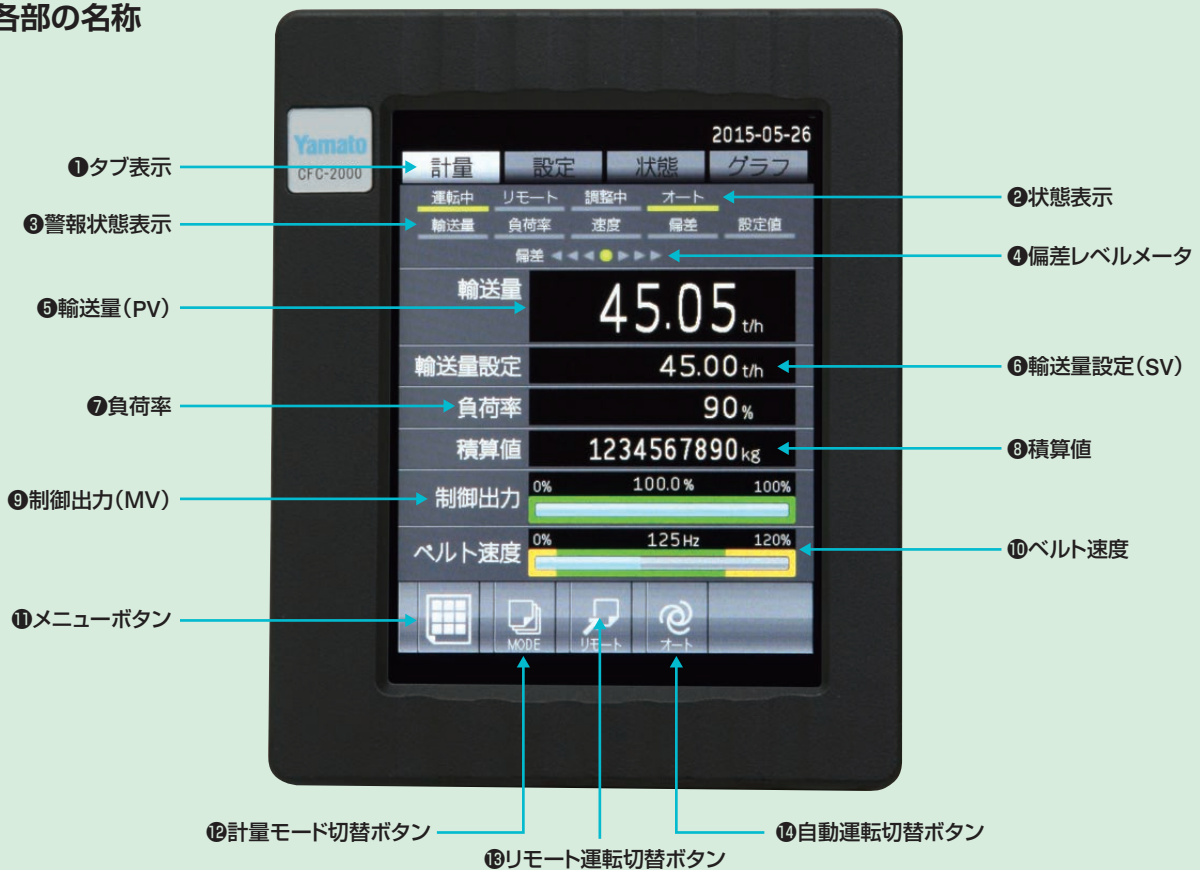 各部の名称
Yamato
CFC-2000
2015-05-26
計量 設定 状態 グラフ
運転中 リモート 調整中 オート
輸送量 負荷率 速度 偏差 設定値
偏差
輸送量 45.05 t/h
輸送量設定 45.00 t/h
負荷率 90 %
積算値 1234567890 kg
制御出力 0% 100.0% 100%
ベルト速度 0% 125Hz 120%
MODE リモート オート
❶タブ表示
❷状態表示
❸警報状態表示
❹偏差レベルメータ
❺輸送量(PV)
❻輸送量設定(SV)
❼負荷率
❽積算値
❾制御出力(MV)
❿ベルト速度
⓫メニューボタン
⓬計量モード切替ボタン
⓭リモート運転切替ボタン
⓮自動運転切替ボタン